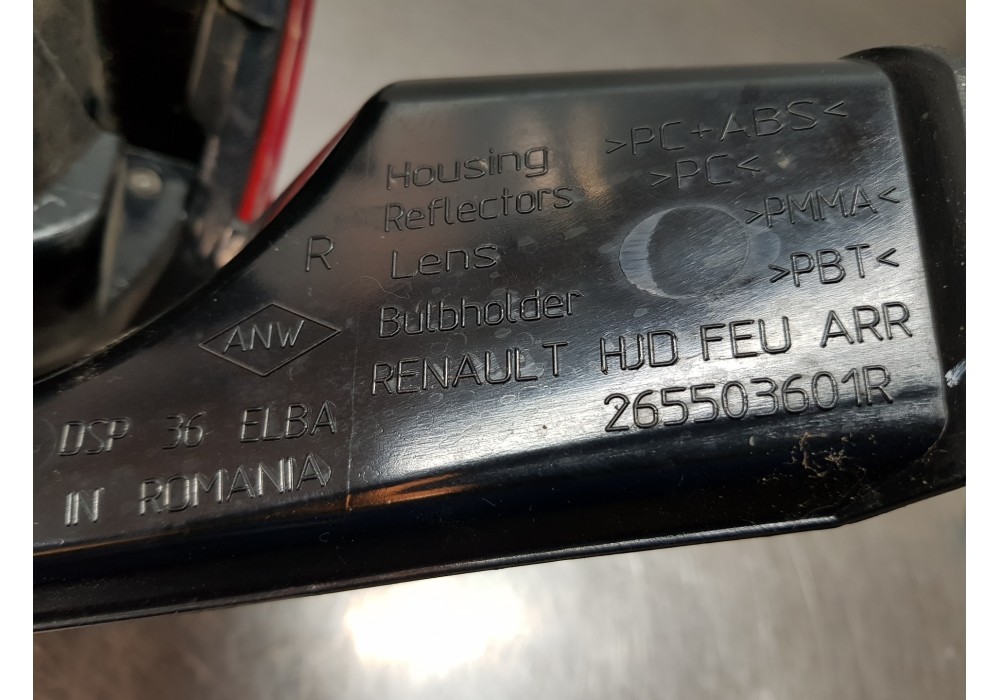 Housing >PC+ABS<
Reflectors >PC<
R Lens >PMMA<
Bulbholder >PBT<
ANW
RENAULT HJD FEU ARR
265503601R
DSP 36 ELBA
IN ROMANIA